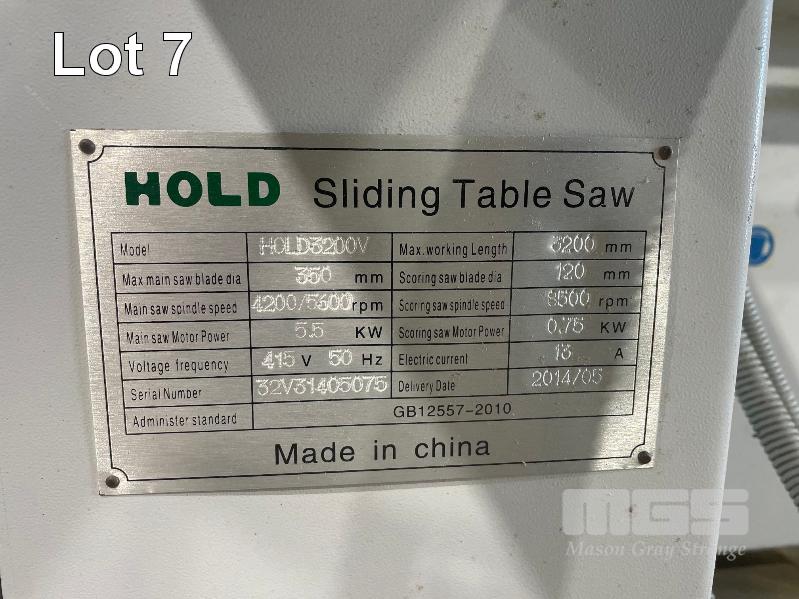 Lot 7
HOLD Sliding Table Saw
Model HOLD3200V Max. working Length 3200 mm
Max main saw blade dia 350 mm Scoring saw blade dia 120 mm
Main saw spindle speed 4200/5600rpm Scoring saw spindle speed 8500 rpm
Main saw Motor Power 5.5 KW Scoring saw Motor Power 0.75 KW
Voltage frequency 415 V 50 Hz Electric current 13 A
Serial Number 32V31405075 Delivery Date 2014/05
Administer standard GB12557-2010
Made in china
MGS
Mason Gray Strange